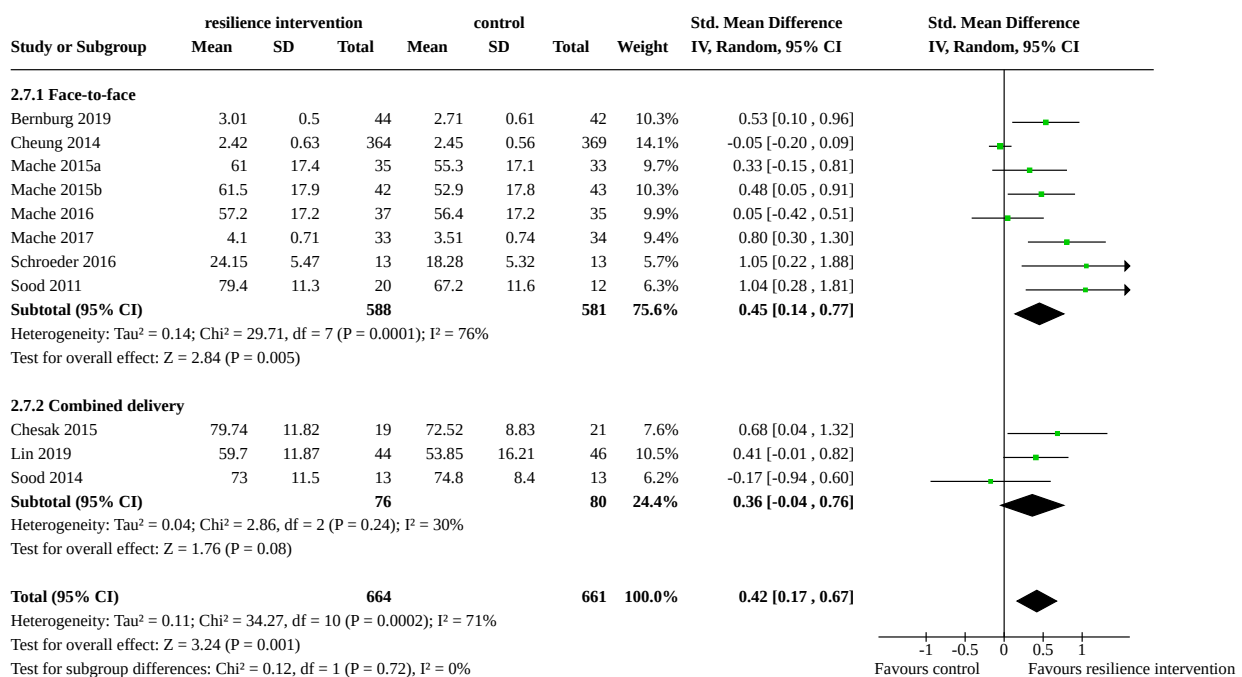 resilience intervention control Std. Mean Difference Std. Mean Difference
Study or Subgroup Mean SD Total Mean SD Total Weight IV, Random, 95% CI IV, Random, 95% CI
2.7.1 Face-to-face
Bernburg 2019 3.01 0.5 44 2.71 0.61 42 10.3% 0.53 [0.10 , 0.96]
Cheung 2014 2.42 0.63 364 2.45 0.56 369 14.1% -0.05 [-0.20 , 0.09]
Mache 2015a 61 17.4 35 55.3 17.1 33 9.7% 0.33 [-0.15 , 0.81]
Mache 2015b 61.5 17.9 42 52.9 17.8 43 10.3% 0.48 [0.05 , 0.91]
Mache 2016 57.2 17.2 37 56.4 17.2 35 9.9% 0.05 [-0.42 , 0.51]
Mache 2017 4.1 0.71 33 3.51 0.74 34 9.4% 0.80 [0.30 , 1.30]
Schroeder 2016 24.15 5.47 13 18.28 5.32 13 5.7% 1.05 [0.22 , 1.88]
Sood 2011 79.4 11.3 20 67.2 11.6 12 6.3% 1.04 [0.28 , 1.81]
Subtotal (95% CI) 588 581 75.6% 0.45 [0.14 , 0.77]
Heterogeneity: Tau² = 0.14; Chi² = 29.71, df = 7 (P = 0.0001); I² = 76%
Test for overall effect: Z = 2.84 (P = 0.005)
2.7.2 Combined delivery
Chesak 2015 79.74 11.82 19 72.52 8.83 21 7.6% 0.68 [0.04 , 1.32]
Lin 2019 59.7 11.87 44 53.85 16.21 46 10.5% 0.41 [-0.01 , 0.82]
Sood 2014 73 11.5 13 74.8 8.4 13 6.2% -0.17 [-0.94 , 0.60]
Subtotal (95% CI) 76 80 24.4% 0.36 [-0.04 , 0.76]
Heterogeneity: Tau² = 0.04; Chi² = 2.86, df = 2 (P = 0.24); I² = 30%
Test for overall effect: Z = 1.76 (P = 0.08)
Total (95% CI) 664 661 100.0% 0.42 [0.17 , 0.67]
Heterogeneity: Tau² = 0.11; Chi² = 34.27, df = 10 (P = 0.0002); I² = 71%
Test for overall effect: Z = 3.24 (P = 0.001)
-1 -0.5 0 0.5 1
Test for subgroup differences: Chi² = 0.12, df = 1 (P = 0.72), I² = 0%
Favours control Favours resilience intervention